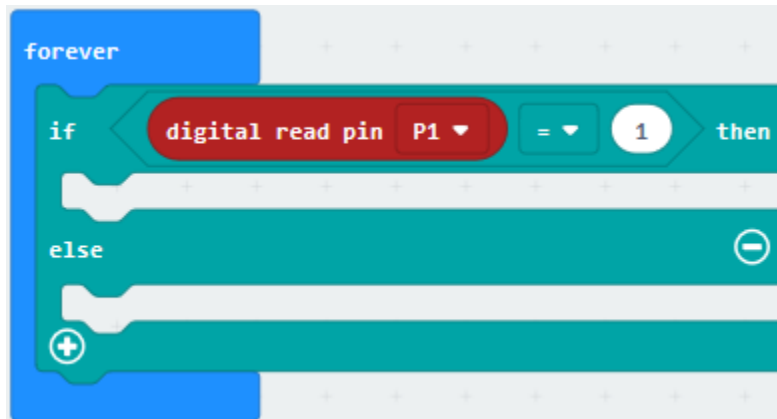 forever
if digital read pin P1 = 1 then
else